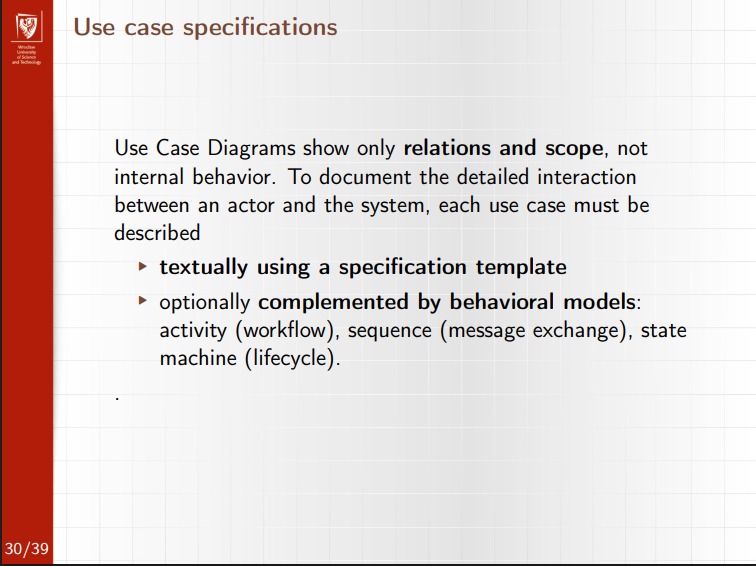 Use case specifications
Wrocław
University
of Science
and Technology
Use Case Diagrams show only relations and scope, not
internal behavior. To document the detailed interaction
between an actor and the system, each use case must be
described
textually using a specification template
optionally complemented by behavioral models:
activity (workflow), sequence (message exchange), state
machine (lifecycle).
.
30/39